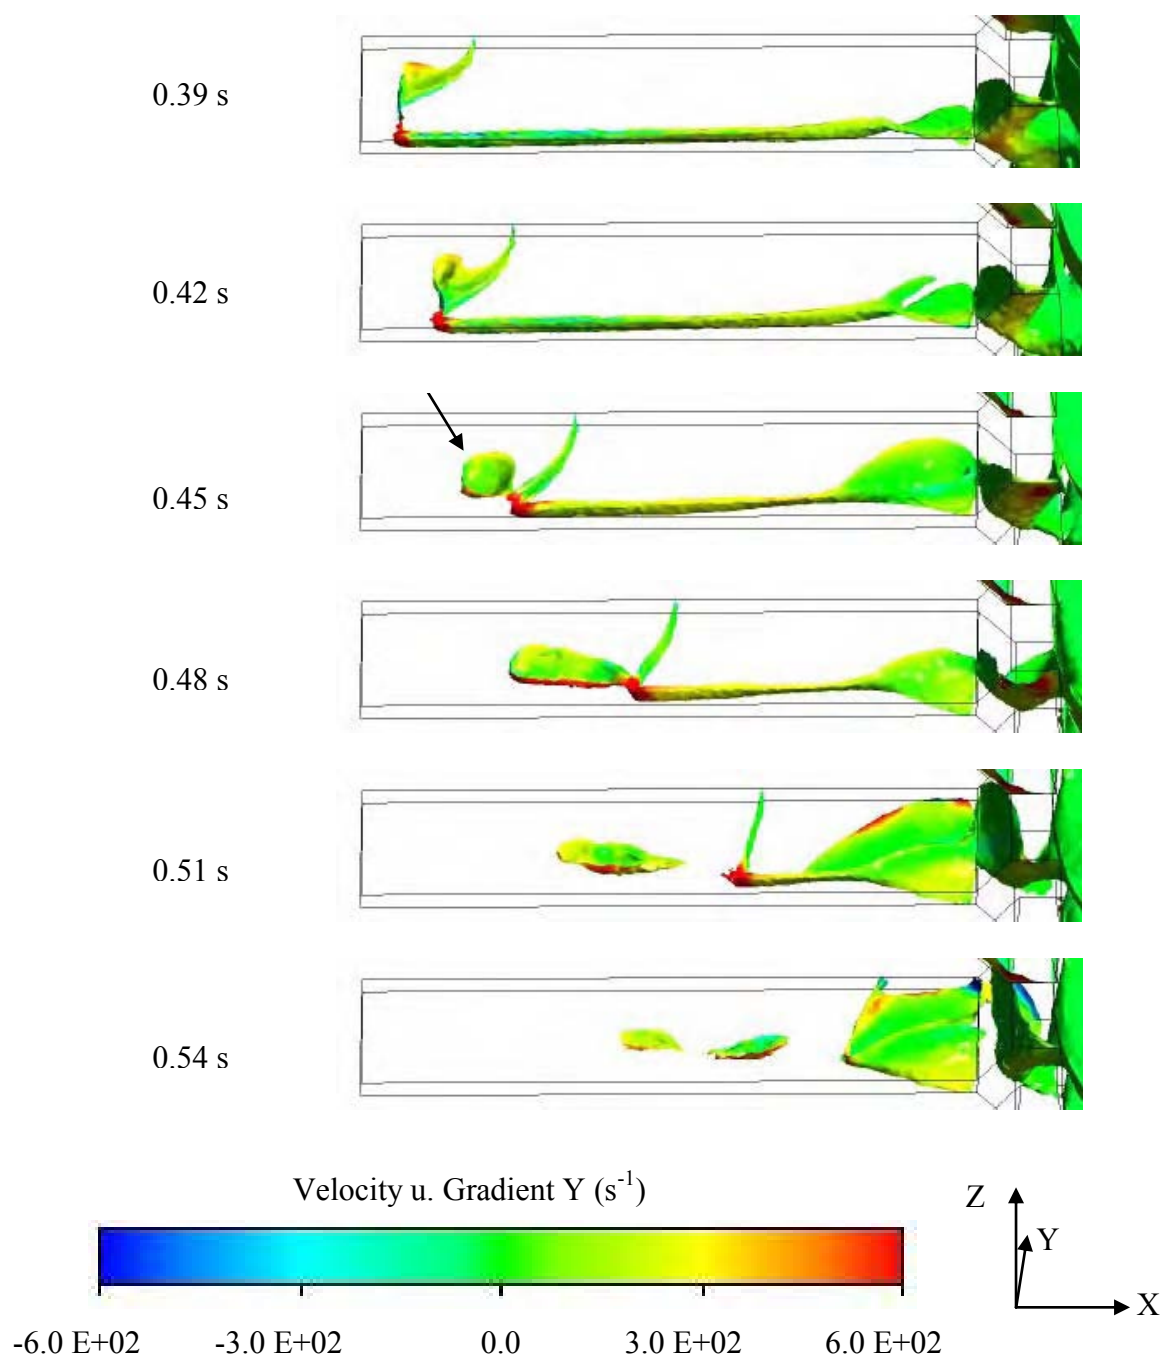 0.39 s
0.42 s
0.45 s
0.48 s
0.51 s
0.54 s
Velocity u. Gradient Y (s⁻¹)
-6.0 E+02 -3.0 E+02 0.0 3.0 E+02 6.0 E+02
Z
Y
X